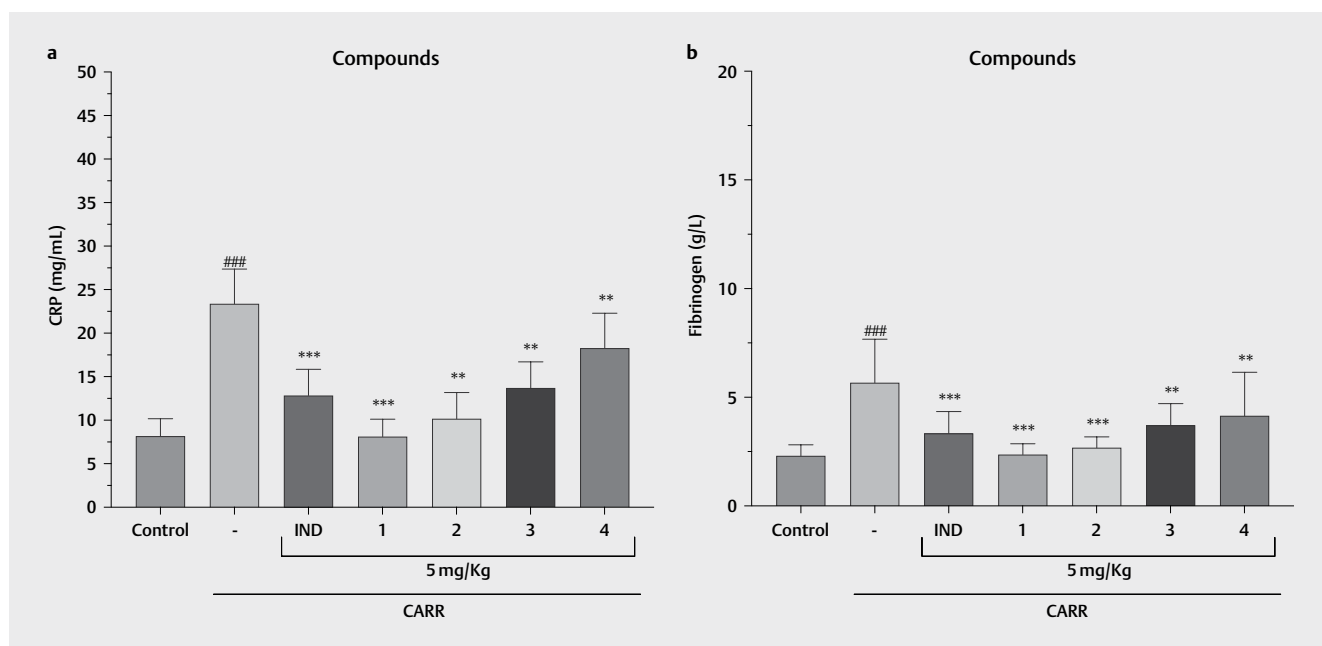 a
Compounds
50
45
40
35
30
25
20
15
10
5
0
CRP (mg/mL)
###
***
***
**
**
**
Control - IND 1 2 3 4
5 mg/Kg
CARR
b
Compounds
20
15
10
5
0
Fibrinogen (g/L)
###
***
***
***
**
**
Control - IND 1 2 3 4
5 mg/Kg
CARR